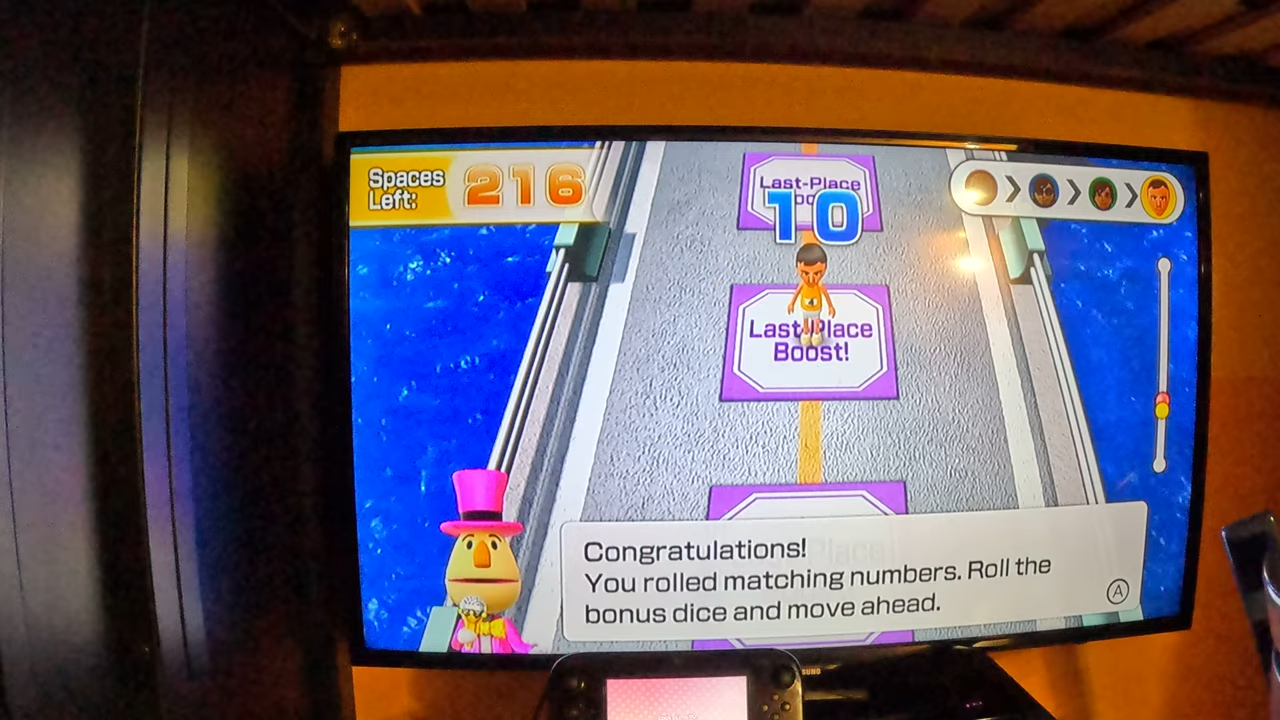 Spaces
Left: 216
Last-Place
10
Last-Place
Boost!
Congratulations!
You rolled matching numbers. Roll the
bonus dice and move ahead.
A